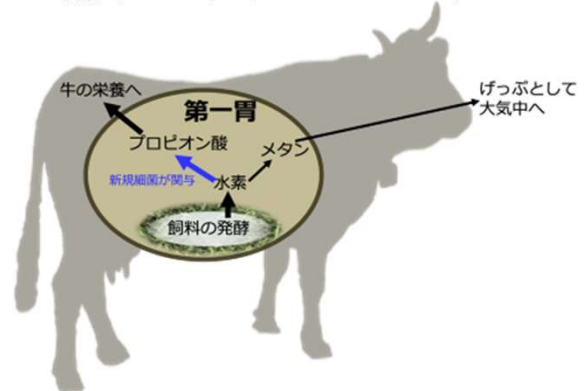 牛の栄養へ
第一胃
げっぷとして
大気中へ
プロピオン酸
メタン
新規細菌が関与
水素
飼料の発酵